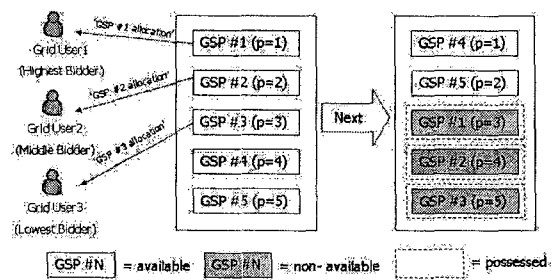 Grid User1
(Highest Bidder)
'GSP #1 allocation'
Grid User2
(Middle Bidder)
'GSP #2 allocation'
Grid User3
(Lowest Bidder)
'GSP #3 allocation'
GSP #1 (p=1)
GSP #2 (p=2)
GSP #3 (p=3)
GSP #4 (p=4)
GSP #5 (p=5)
Next
GSP #4 (p=1)
GSP #5 (p=2)
GSP #1 (p=3)
GSP #2 (p=4)
GSP #3 (p=5)
GSP #N = available
GSP #N = non- available
= possessed